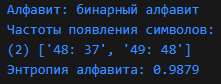 Алфавит: бинарный алфавит
Частоты появления символов:
(2) ['48: 37', '49: 48']
Энтропия алфавита: 0.9879